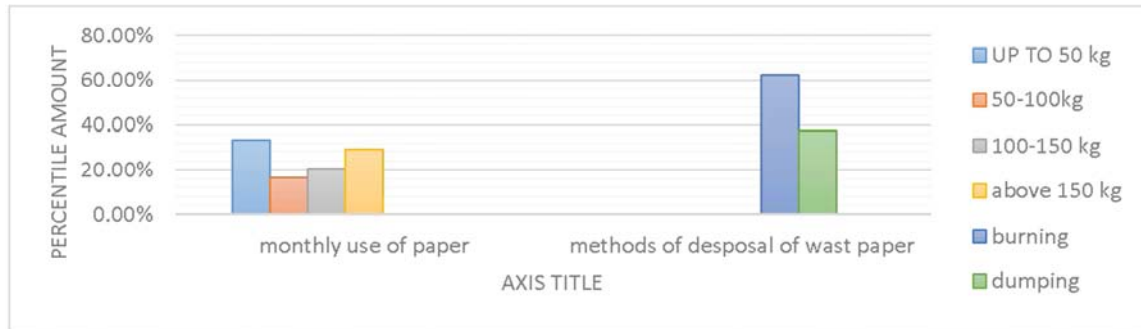 PERCENTILE AMOUNT
80.00%
60.00%
40.00%
20.00%
0.00%
monthly use of paper
methods of desposal of wast paper
AXIS TITLE
UP TO 50 kg
50-100kg
100-150 kg
above 150 kg
burning
dumping